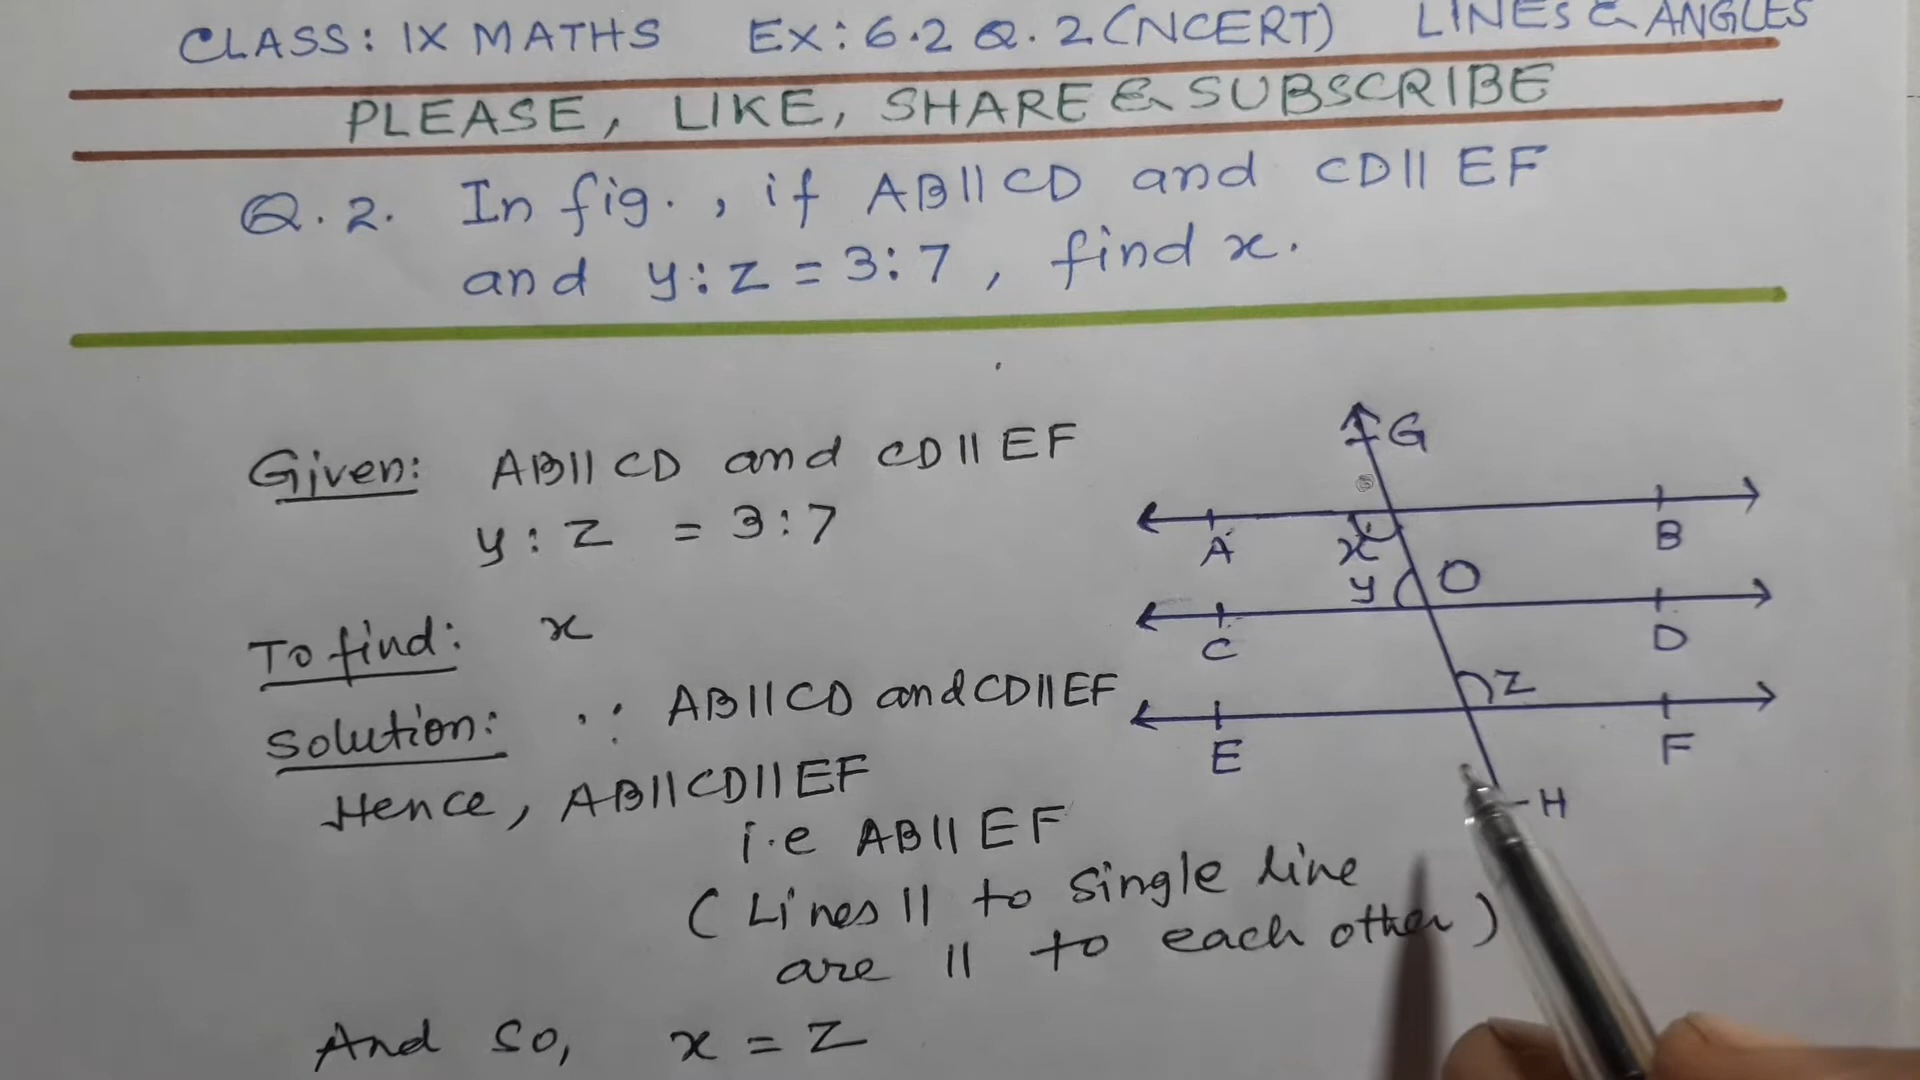 CLASS: IX MATHS EX: 6.2 Q.2 (NCERT) LINES & ANGLES
PLEASE, LIKE, SHARE & SUBSCRIBE
Q.2. In fig., if AB||CD and CD||EF
and y:z = 3:7, find x.
Given: AB||CD and CD||EF
y:z = 3:7
To find: x
Solution: ∵ AB||CD and CD||EF
Hence, AB||CD||EF
i.e AB||EF
(Lines || to single line
are || to each other)
And so, x = z
G
A x B
y O
C D
z
E F
H